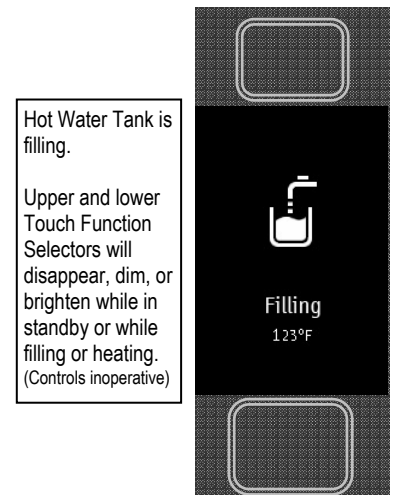 Hot Water Tank is
filling.
Upper and lower
Touch Function
Selectors will
disappear, dim, or
brighten while in
standby or while
filling or heating.
(Controls inoperative)
Filling
123°F